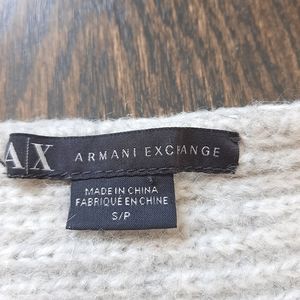 A|X ARMANI EXCHANGE
MADE IN CHINA
FABRIQUÉ EN CHINE
S/P